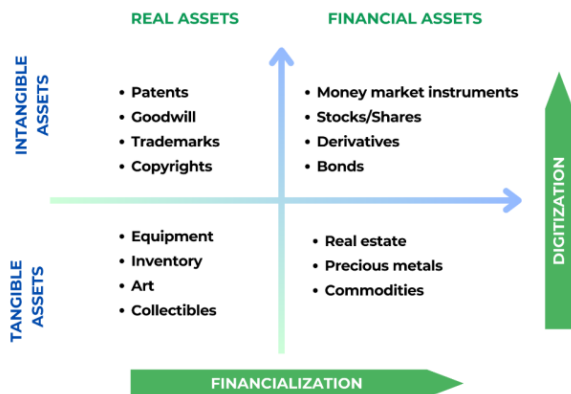 REAL ASSETS
FINANCIAL ASSETS
INTANGIBLE
ASSETS
• Patents
• Goodwill
• Trademarks
• Copyrights
• Money market instruments
• Stocks/Shares
• Derivatives
• Bonds
TANGIBLE
ASSETS
• Equipment
• Inventory
• Art
• Collectibles
• Real estate
• Precious metals
• Commodities
DIGITIZATION
FINANCIALIZATION